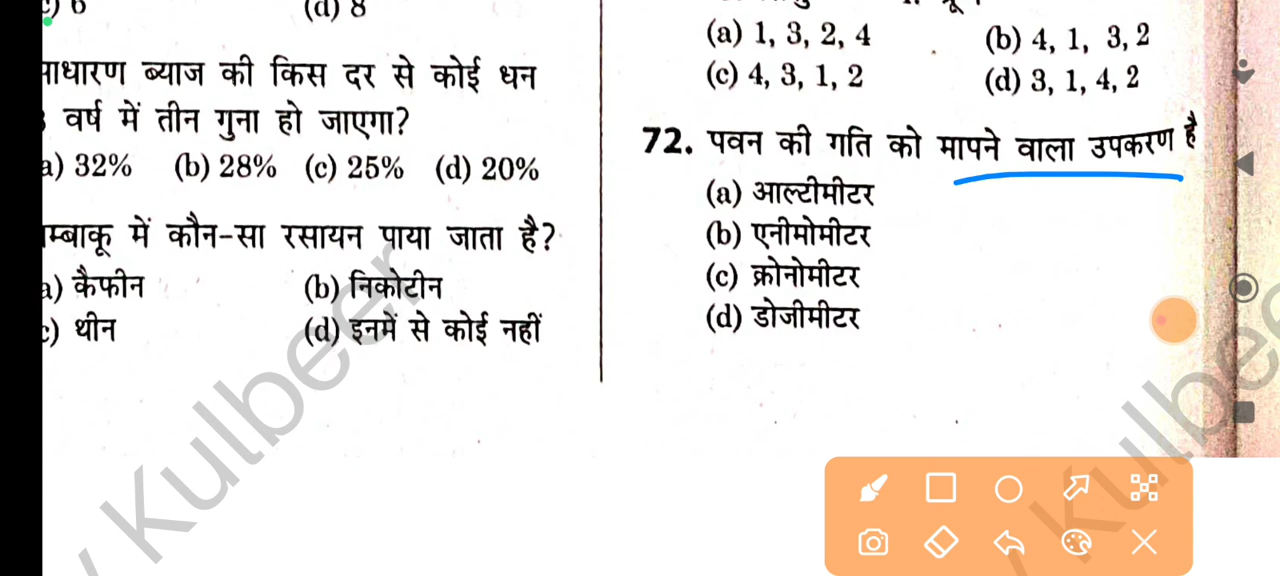 (d) 8
साधारण ब्याज की किस दर से कोई धन
वर्ष में तीन गुना हो जाएगा?
a) 32% (b) 28% (c) 25% (d) 20%
म्बाकू में कौन-सा रसायन पाया जाता है?
a) कैफीन (b) निकोटीन
c) थीन (d) इनमें से कोई नहीं
(a) 1, 3, 2, 4 (b) 4, 1, 3, 2
(c) 4, 3, 1, 2 (d) 3, 1, 4, 2
72. पवन की गति को मापने वाला उपकरण है
(a) आल्टीमीटर
(b) एनीमोमीटर
(c) क्रोनोमीटर
(d) डोजीमीटर
Kulbeer